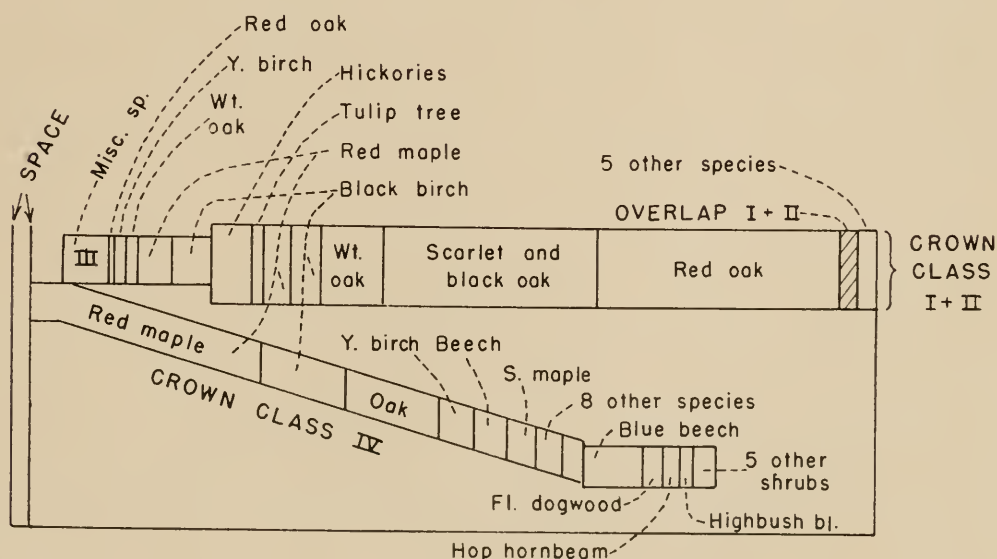 Red oak
Y. birch
Wt.
oak
Misc. sp.
SPACE
Hickories
Tulip tree
Red maple
Black birch
5 other species
OVERLAP I + II
CROWN
CLASS
I + II
III
Wt.
oak
Scarlet and
black oak
Red oak
Red maple
CROWN CLASS IV
Oak
Y. birch
Beech
S. maple
8 other species
Blue beech
5 other
shrubs
Fl. dogwood
Highbush bl.
Hop hornbeam